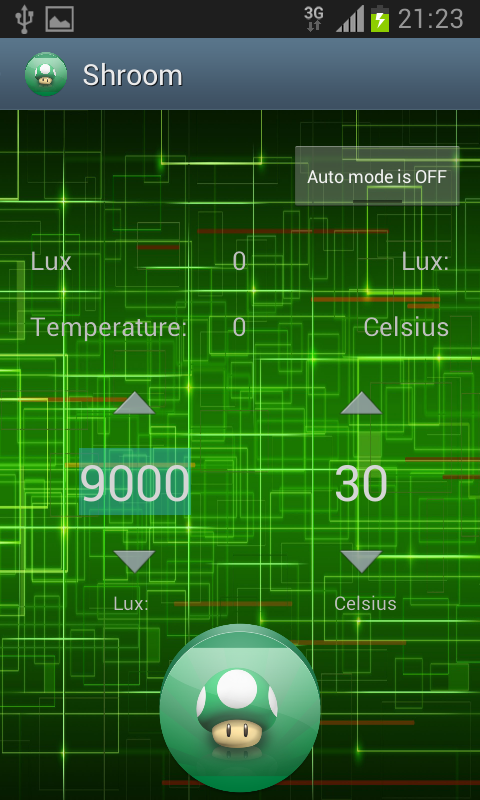 3G 21:23
Shroom
Auto mode is OFF
Lux 0 Lux:
Temperature: 0 Celsius
9000 30
Lux: Celsius